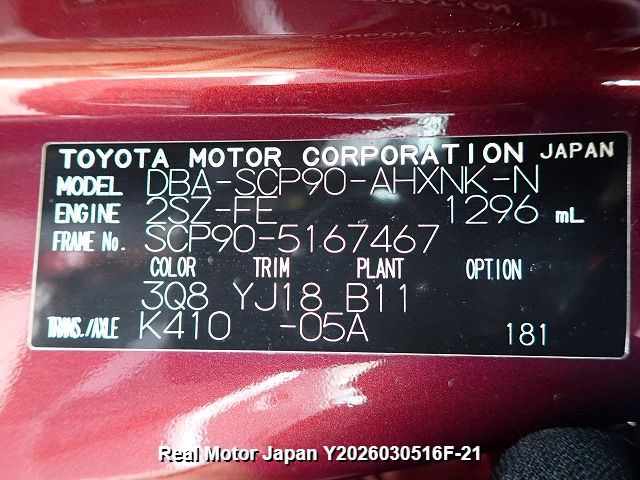 TOYOTA MOTOR CORPORATION JAPAN
MODEL DBA-SCP90-AHXNK-N
ENGINE 2SZ-FE 1296 mL
FRAME No. SCP90-5167467
COLOR TRIM PLANT OPTION
3Q8 YJ18 B11
TRANS./AXLE K410 -05A 181
Real Motor Japan Y2026030516F-21